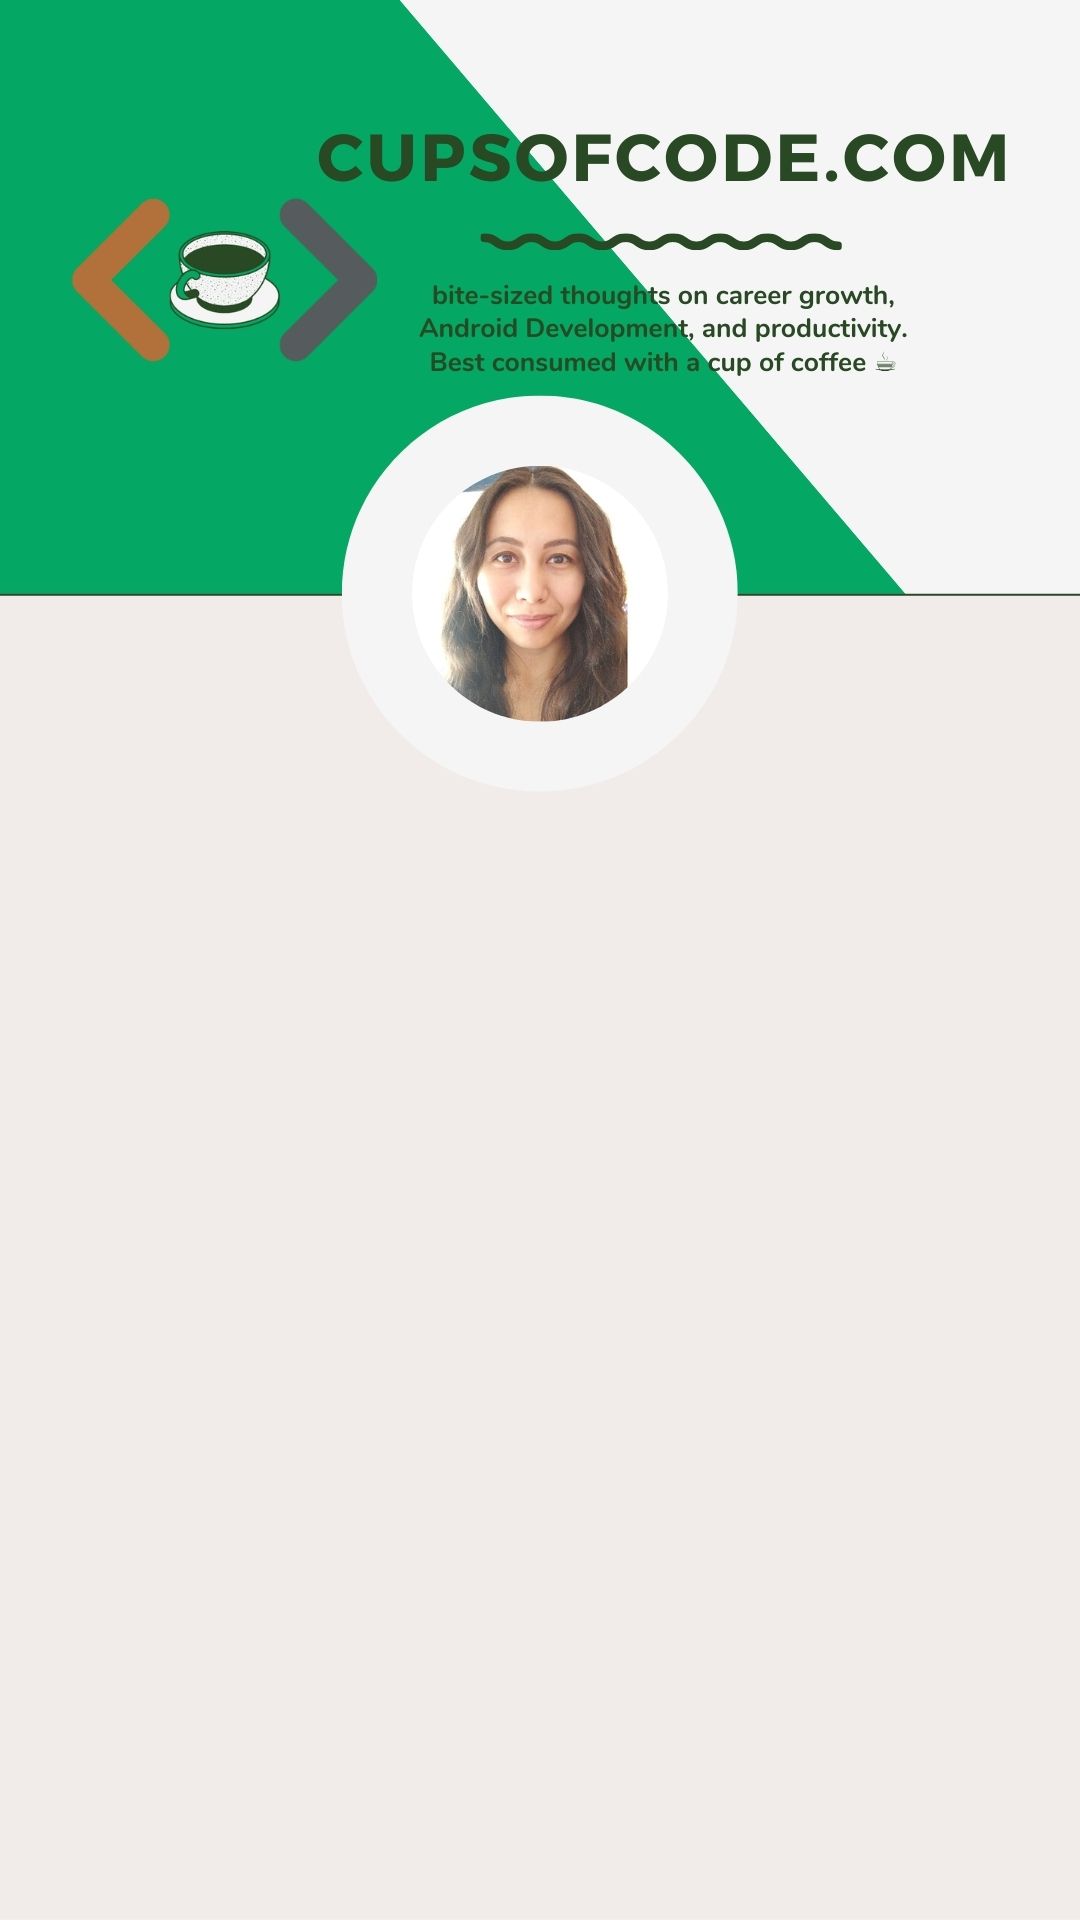 CUPSOFCODE.COM
bite-sized thoughts on career growth,
Android Development, and productivity.
Best consumed with a cup of coffee ☕